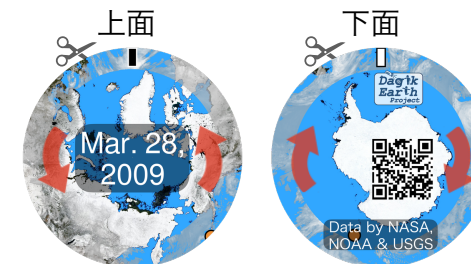 上面
下面
Mar. 28,
2009
Dagik
Earth
Project
Data by NASA,
NOAA & USGS